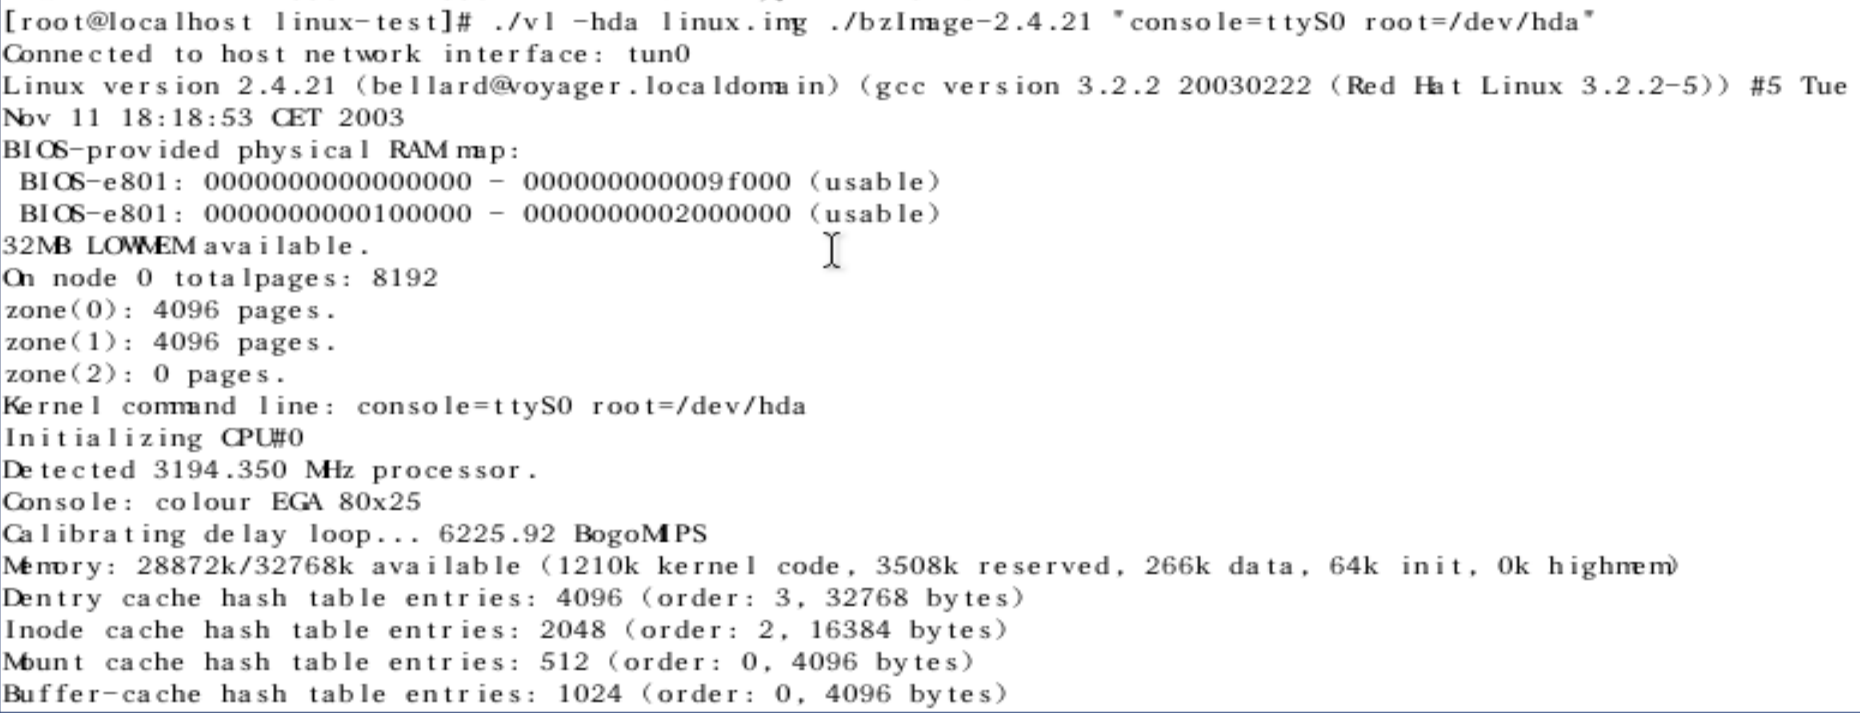 [root@localhost linux-test]# ./vl -hda linux.img ./bzImage-2.4.21 "console=ttyS0 root=/dev/hda"
Connected to host network interface: tun0
Linux version 2.4.21 (bellard@voyager.localdomain) (gcc version 3.2.2 20030222 (Red Hat Linux 3.2.2-5)) #5 Tue
Nov 11 18:18:53 CET 2003
BIOS-provided physical RAM map:
 BIOS-e801: 0000000000000000 - 000000000009f000 (usable)
 BIOS-e801: 0000000000100000 - 0000000002000000 (usable)
32MB LOWMEM available.
On node 0 totalpages: 8192
zone(0): 4096 pages.
zone(1): 4096 pages.
zone(2): 0 pages.
Kernel command line: console=ttyS0 root=/dev/hda
Initializing CPU#0
Detected 3194.350 MHz processor.
Console: colour EGA 80x25
Calibrating delay loop... 6225.92 BogoMIPS
Memory: 28872k/32768k available (1210k kernel code, 3508k reserved, 266k data, 64k init, 0k highmem)
Dentry cache hash table entries: 4096 (order: 3, 32768 bytes)
Inode cache hash table entries: 2048 (order: 2, 16384 bytes)
Mount cache hash table entries: 512 (order: 0, 4096 bytes)
Buffer-cache hash table entries: 1024 (order: 0, 4096 bytes)